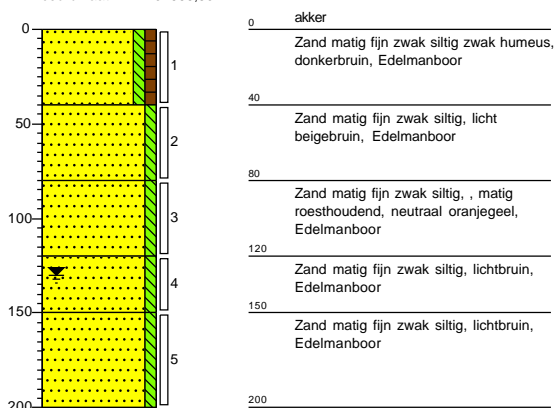 0
50
100
150
200
1
2
3
4
5
0
akker
Zand matig fijn zwak siltig zwak humeus,
donkerbruin, Edelmanboor
40
Zand matig fijn zwak siltig, licht
beigebruin, Edelmanboor
80
Zand matig fijn zwak siltig, , matig
roesthoudend, neutraal oranjegeel,
Edelmanboor
120
Zand matig fijn zwak siltig, lichtbruin,
Edelmanboor
150
Zand matig fijn zwak siltig, lichtbruin,
Edelmanboor
200